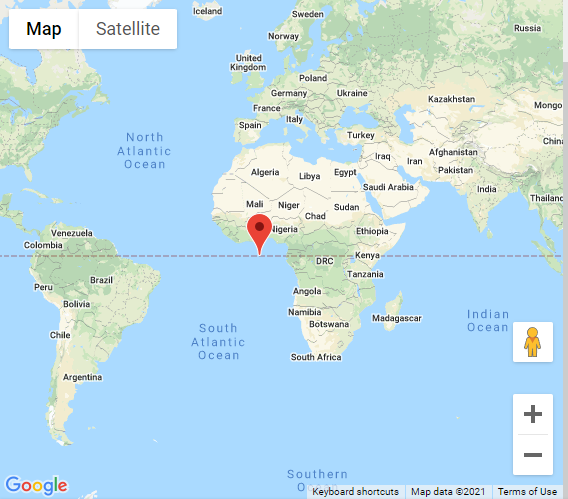 Map
Satellite
Iceland
Sweden
Norway
Russia
United
Kingdom
Poland
Germany
Ukraine
France
Kazakhstan
Mongo
Spain
Italy
Turkey
North
Atlantic
Ocean
China
Iraq
Iran
Afghanistan
Pakistan
Algeria
Libya
Egypt
Saudi Arabia
India
Thailand
Mali
Niger
Sudan
Chad
Nigeria
Ethiopia
Venezuela
Colombia
Kenya
DRC
Tanzania
Peru
Brazil
Bolivia
Angola
Namibia
Botswana
Madagascar
Indian
Ocean
South
Atlantic
Ocean
Chile
South Africa
Argentina
Southern
Google
Keyboard shortcuts
Map data ©2021
Terms of Use